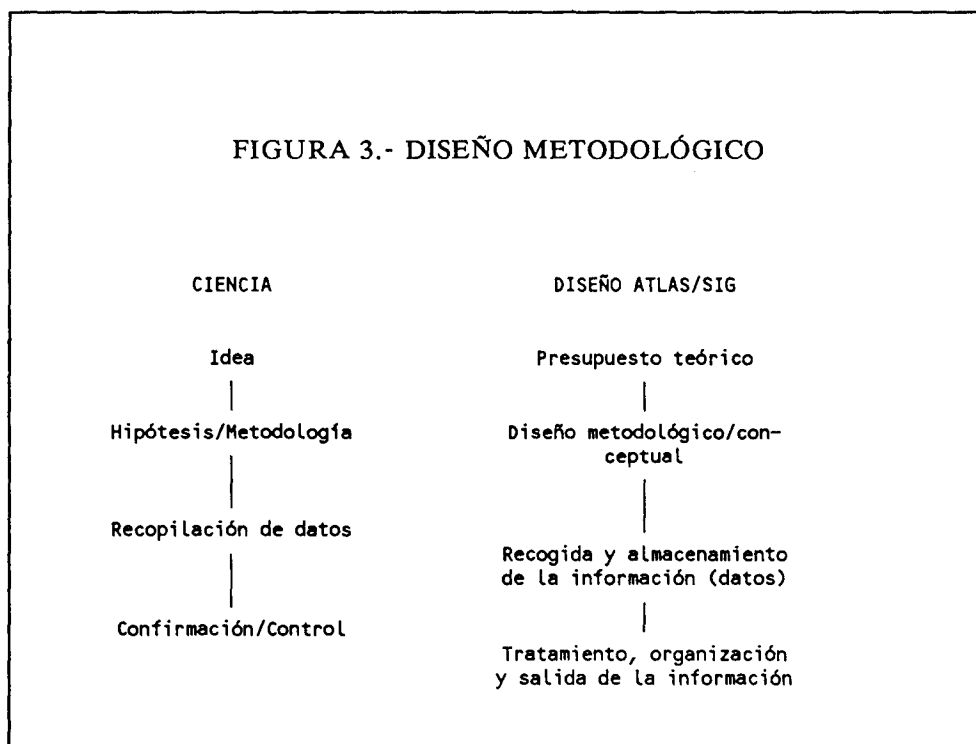 FIGURA 3.- DISEÑO METODOLÓGICO
CIENCIA
Idea
Hipótesis/Metodología
Recopilación de datos
Confirmación/Control
DISEÑO ATLAS/SIG
Presupuesto teórico
Diseño metodológico/con-
ceptual
Recogida y almacenamiento
de la información (datos)
Tratamiento, organización
y salida de la información